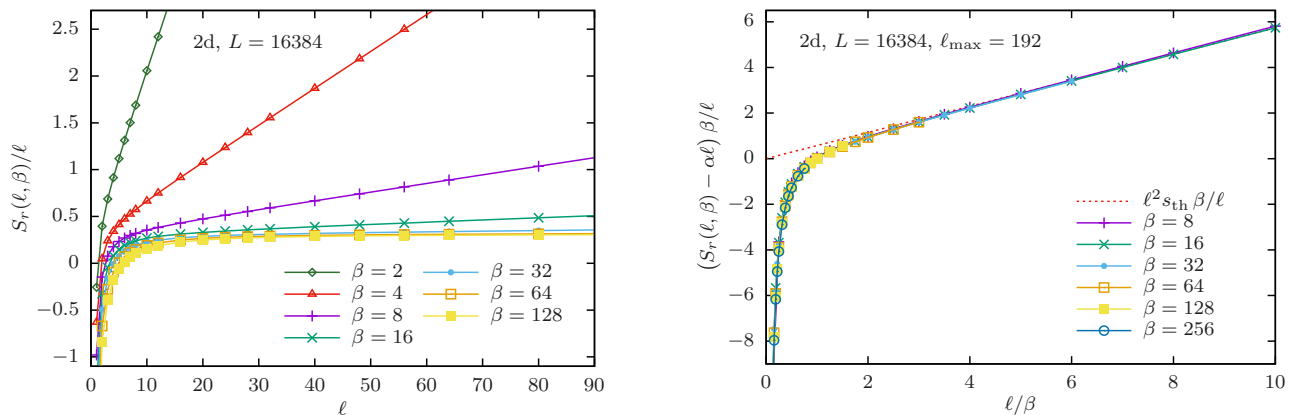 2d, L = 16384
S_r(ℓ, β)/ℓ
2.5
2
1.5
1
0.5
0
−0.5
−1
0 10 20 30 40 50 60 70 80 90
ℓ
β = 2
β = 4
β = 8
β = 16
β = 32
β = 64
β = 128
2d, L = 16384, ℓ_max = 192
(S_r(ℓ, β) − αℓ) β/ℓ
6
4
2
0
−2
−4
−6
−8
0 2 4 6 8 10
ℓ/β
ℓ²s_th β/ℓ
β = 8
β = 16
β = 32
β = 64
β = 128
β = 256